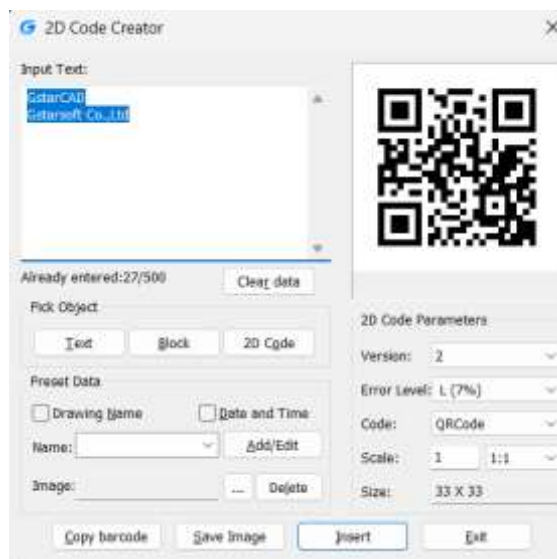 2D Code Creator
Input Text:
GstarCAD
Gstarsoft Co.,Ltd
Already entered:27/500
Clear data
Pick Object
Text
Block
2D Code
Preset Data
Drawing Name
Date and Time
Name:
Add/Edit
Image:
...
Delete
2D Code Parameters
Version: 2
Error Level: L (7%)
Code: QRCode
Scale: 1 1:1
Size: 33 X 33
Copy barcode
Save Image
Insert
Exit